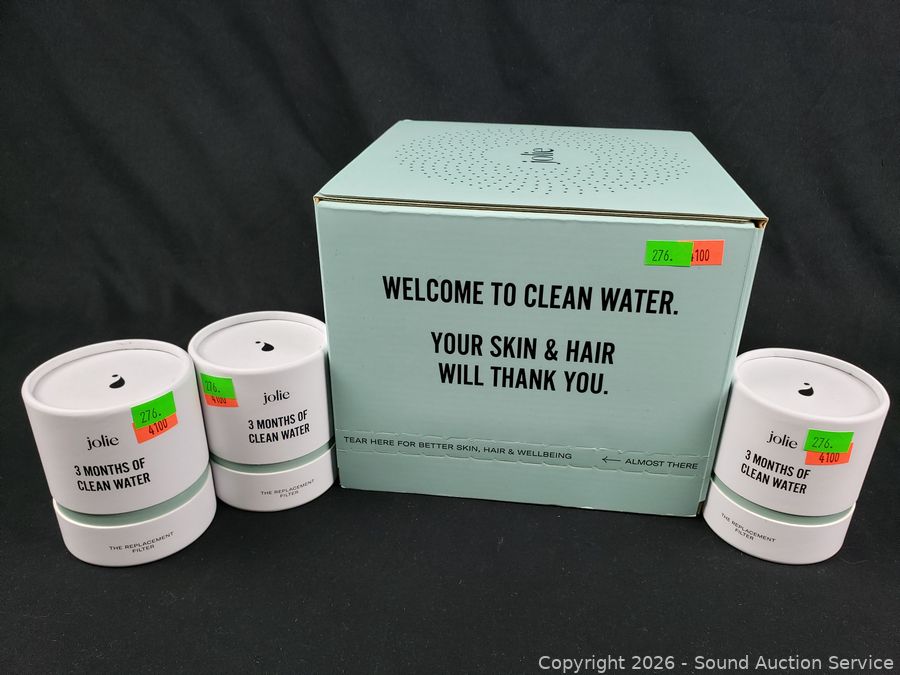 jolie
276. 4100
WELCOME TO CLEAN WATER.
YOUR SKIN & HAIR
WILL THANK YOU.
TEAR HERE FOR BETTER SKIN, HAIR & WELLBEING ← ALMOST THERE
276.
4100
jolie
3 MONTHS OF
CLEAN WATER
THE REPLACEMENT
FILTER
276.
4100
jolie
3 MONTHS OF
CLEAN WATER
THE REPLACEMENT
FILTER
jolie
276.
4100
3 MONTHS OF
CLEAN WATER
THE REPLACEMENT
FILTER
Copyright © 2026 - Sound Auction Service